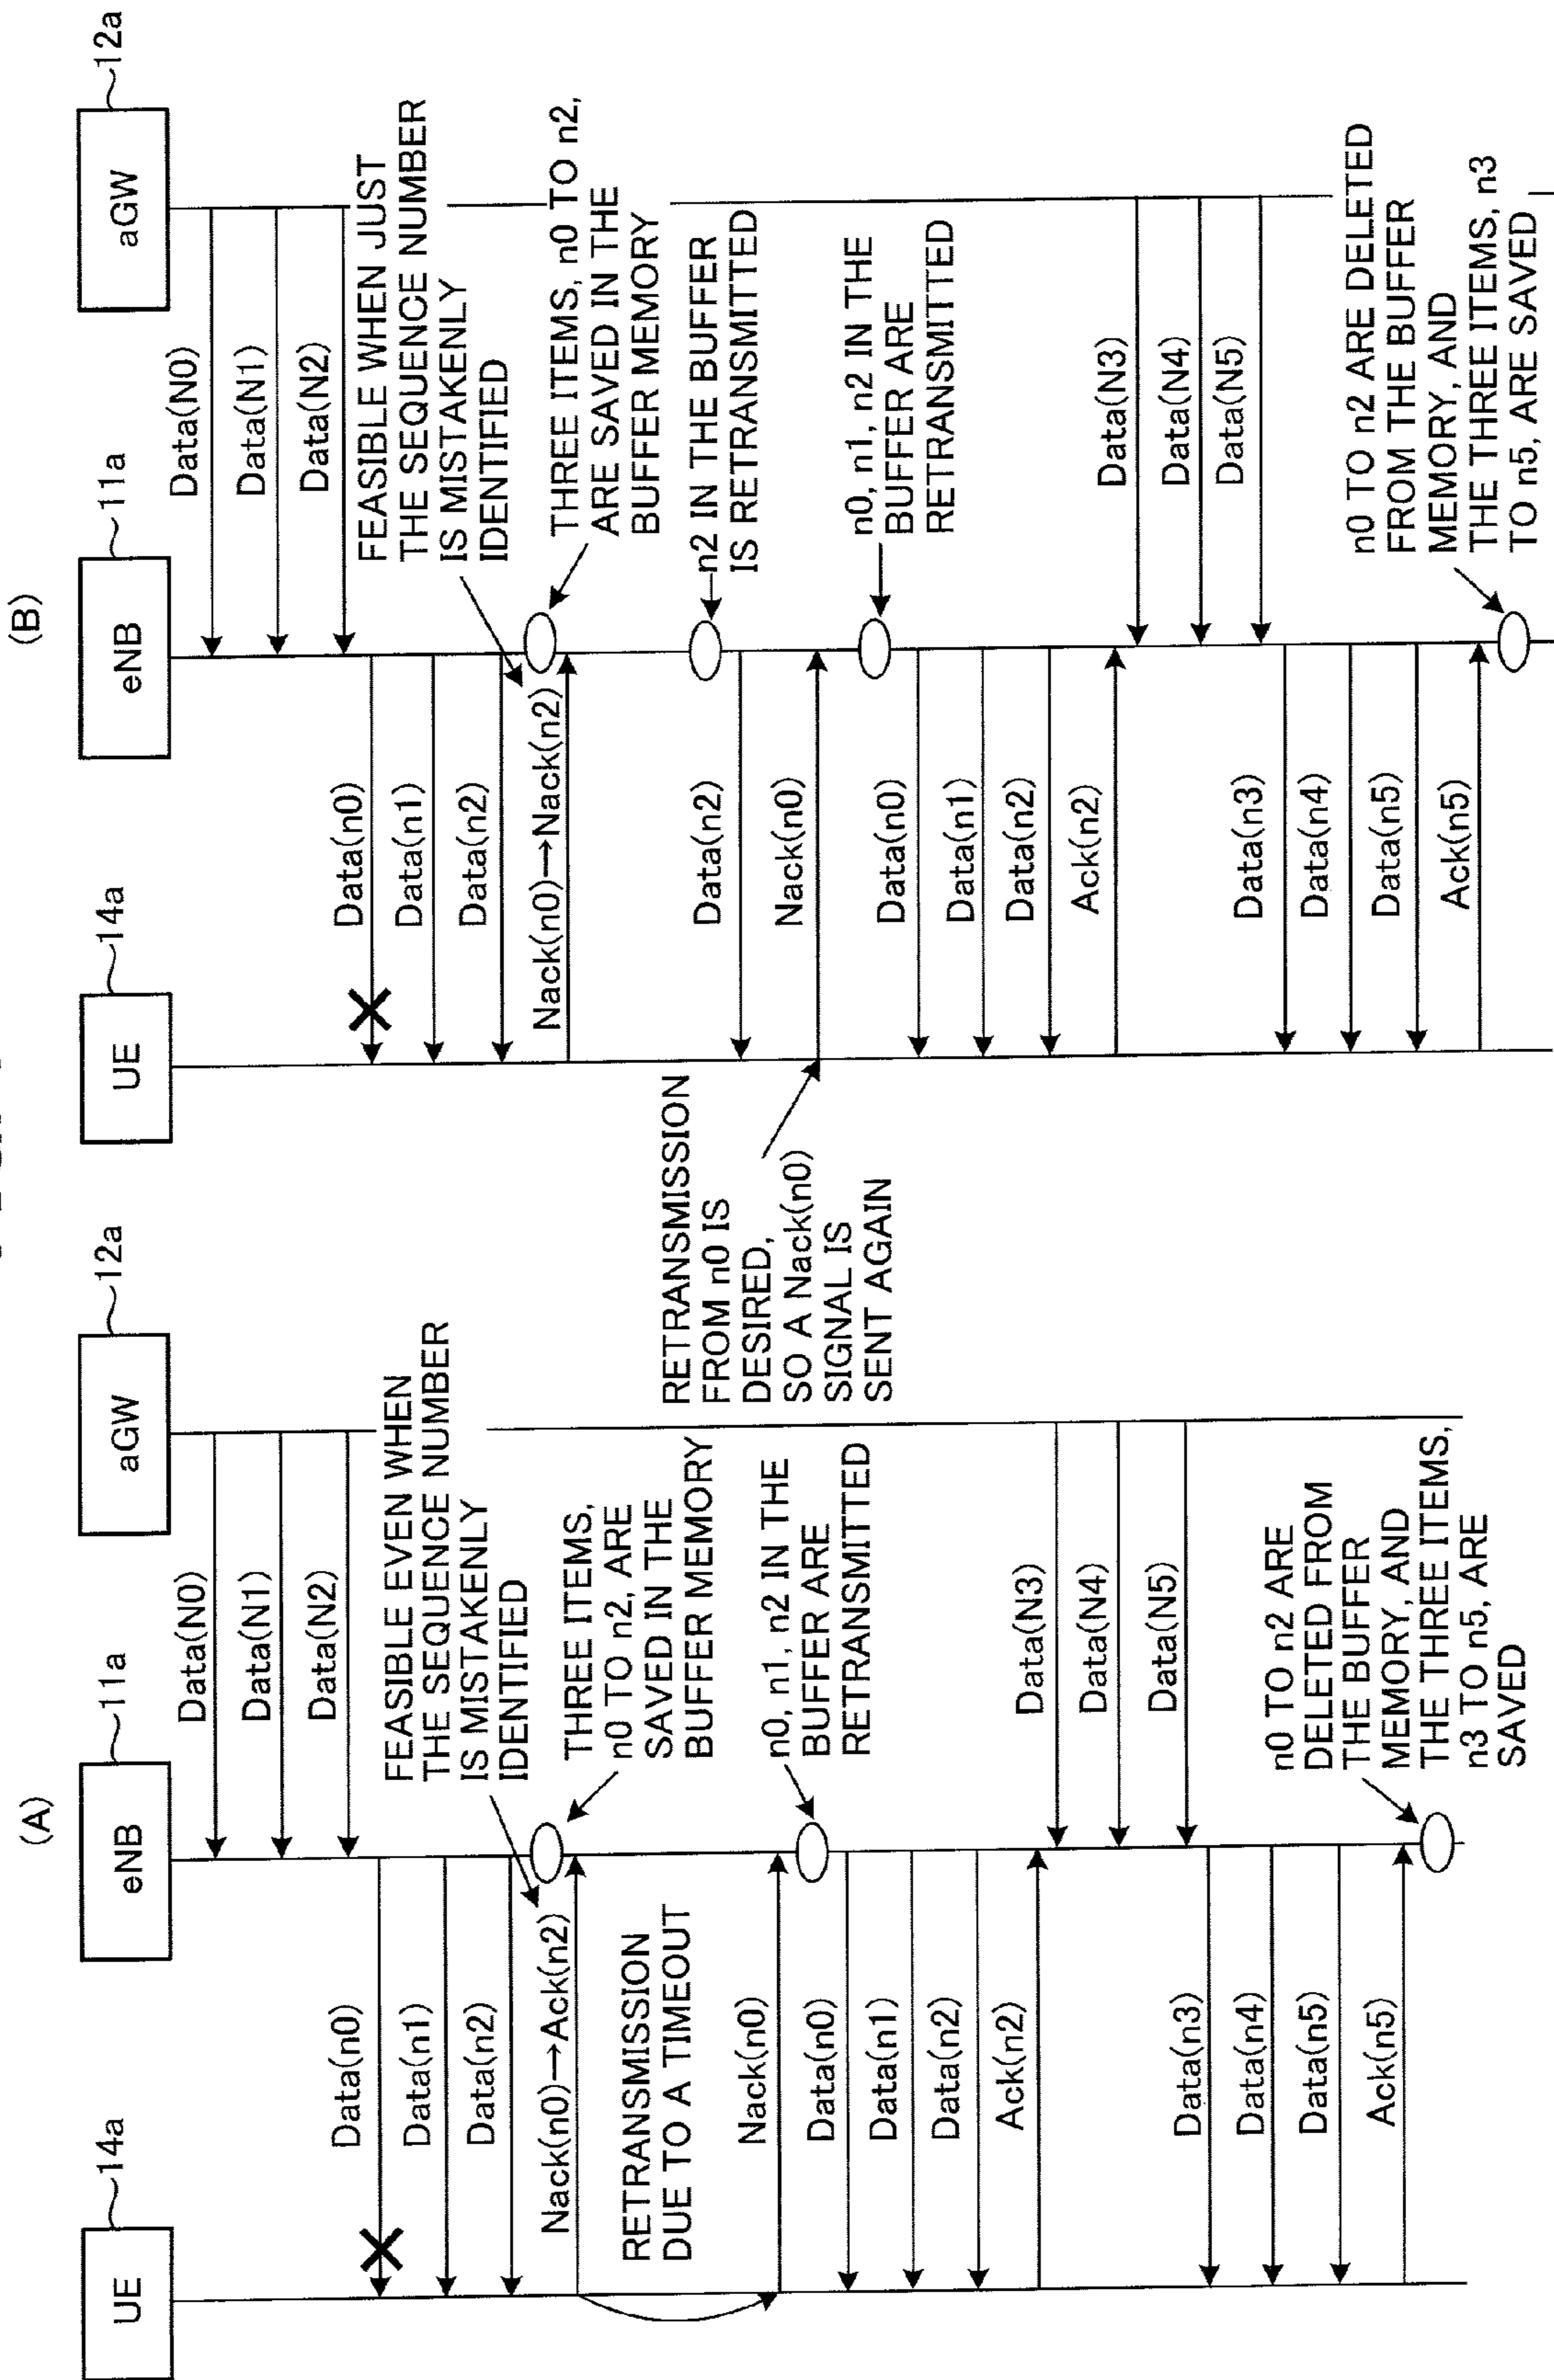 (A)
UE
14a
eNB
11a
aGW
12a
Data(N0)
Data(N1)
Data(N2)
Data(n0)
Data(n1)
Data(n2)
FEASIBLE EVEN WHEN
THE SEQUENCE NUMBER
IS MISTAKENLY
IDENTIFIED
Nack(n0)→Ack(n2)
THREE ITEMS,
n0 TO n2, ARE
SAVED IN THE
BUFFER MEMORY
RETRANSMISSION
DUE TO A TIMEOUT
Nack(n0)
n0, n1, n2 IN THE
BUFFER ARE
RETRANSMITTED
Data(n0)
Data(n1)
Data(n2)
Ack(n2)
Data(N3)
Data(N4)
Data(N5)
Data(n3)
Data(n4)
Data(n5)
Ack(n5)
n0 TO n2 ARE
DELETED FROM
THE BUFFER
MEMORY, AND
THE THREE ITEMS,
n3 TO n5, ARE
SAVED
(B)
UE
14a
eNB
11a
aGW
12a
Data(N0)
Data(N1)
Data(N2)
Data(n0)
Data(n1)
Data(n2)
FEASIBLE WHEN JUST
THE SEQUENCE NUMBER
IS MISTAKENLY
IDENTIFIED
Nack(n0)→Nack(n2)
THREE ITEMS, n0 TO n2,
ARE SAVED IN THE
BUFFER MEMORY
n2 IN THE BUFFER
IS RETRANSMITTED
Data(n2)
RETRANSMISSION
FROM n0 IS
DESIRED,
SO A Nack(n0)
SIGNAL IS
SENT AGAIN
Nack(n0)
n0, n1, n2 IN THE
BUFFER ARE
RETRANSMITTED
Data(n0)
Data(n1)
Data(n2)
Ack(n2)
Data(N3)
Data(N4)
Data(N5)
Data(n3)
Data(n4)
Data(n5)
Ack(n5)
n0 TO n2 ARE DELETED
FROM THE BUFFER
MEMORY, AND
THE THREE ITEMS, n3
TO n5, ARE SAVED